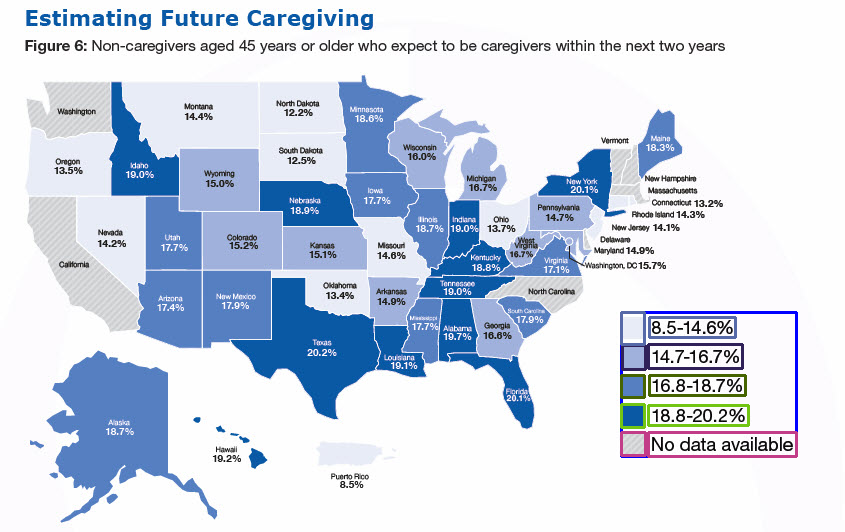 Estimating Future Caregiving
Figure 6: Non-caregivers aged 45 years or older who expect to be caregivers within the next two years
Washington
Montana
14.4%
North Dakota
12.2%
Minnasota
18.6%
Oregon
13.5%
Idaho
19.0%
South Dakota
12.5%
Wisconsin
16.0%
Michigan
16.7%
Vermont
Maine
18.3%
New York
20.1%
New Hampshire
Massachusetts
Connecticut 13.2%
Rhode Island 14.3%
New Jersey 14.1%
Delaware
Maryland 14.9%
Washington, DC 15.7%
Wyoming
15.0%
Nebraska
18.9%
Iowa
17.7%
Pennsylvania
14.7%
Nevada
14.2%
Utah
17.7%
Colorado
15.2%
Kansas
15.1%
Missouri
14.6%
Illinois
18.7%
Indiana
19.0%
Ohio
13.7%
West
Virginia
16.7%
Virginia
17.1%
Kentucky
18.8%
California
Arizona
17.4%
New Mexico
17.9%
Oklahoma
13.4%
Arkansas
14.9%
Tennessee
19.0%
North Carolina
South Carolina
17.9%
Texas
20.2%
Louisiana
19.1%
Mississippi
17.7%
Alabama
19.7%
Georgia
16.6%
Florida
20.1%
Alaska
18.7%
Hawaii
19.2%
Puerto Rico
8.5%
8.5-14.6%
14.7-16.7%
16.8-18.7%
18.8-20.2%
No data available